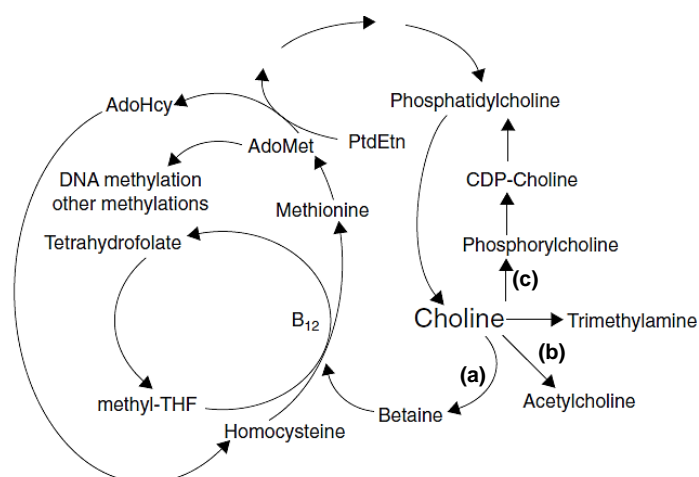 AdoHcy
Phosphatidylcholine
AdoMet
PtdEtn
DNA methylation
other methylations
CDP-Choline
Methionine
Tetrahydrofolate
Phosphorylcholine
(c)
B₁₂
Choline
Trimethylamine
(b)
(a)
methyl-THF
Betaine
Acetylcholine
Homocysteine